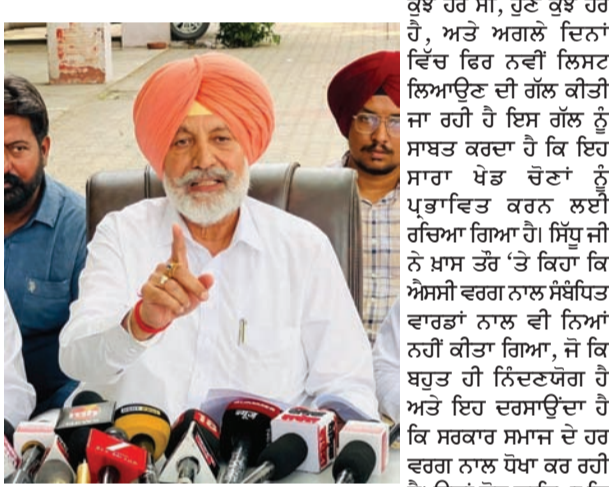 ਕੁਝ ਹੋਰ ਸੀ, ਹੁਣ ਕੁਝ ਹੋਰ
ਹੈ, ਅਤੇ ਅਗਲੇ ਦਿਨਾਂ
ਵਿੱਚ ਫਿਰ ਨਵੀਂ ਲਿਸਟ
ਲਿਆਉਣ ਦੀ ਗੱਲ ਕੀਤੀ
ਜਾ ਰਹੀ ਹੈ ਇਸ ਗੱਲ ਨੂੰ
ਸਾਬਤ ਕਰਦਾ ਹੈ ਕਿ ਇਹ
ਸਾਰਾ ਖੇਡ ਚੋਣਾਂ ਨੂੰ
ਪ੍ਰਭਾਵਿਤ ਕਰਨ ਲਈ
ਰਚਿਆ ਗਿਆ ਹੈ। ਸਿੱਧੂ ਜੀ
ਨੇ ਖ਼ਾਸ ਤੌਰ ‘ਤੇ ਕਿਹਾ ਕਿ
ਐਸਸੀ ਵਰਗ ਨਾਲ ਸੰਬੰਧਿਤ
ਵਾਰਡਾਂ ਨਾਲ ਵੀ ਨਿਆਂ
ਨਹੀਂ ਕੀਤਾ ਗਿਆ, ਜੋ ਕਿ
ਬਹੁਤ ਹੀ ਨਿੰਦਣਯੋਗ ਹੈ
ਅਤੇ ਇਹ ਦਰਸਾਉਂਦਾ ਹੈ
ਕਿ ਸਰਕਾਰ ਸਮਾਜ ਦੇ ਹਰ
ਵਰਗ ਨਾਲ ਧੋਖਾ ਕਰ ਰਹੀ